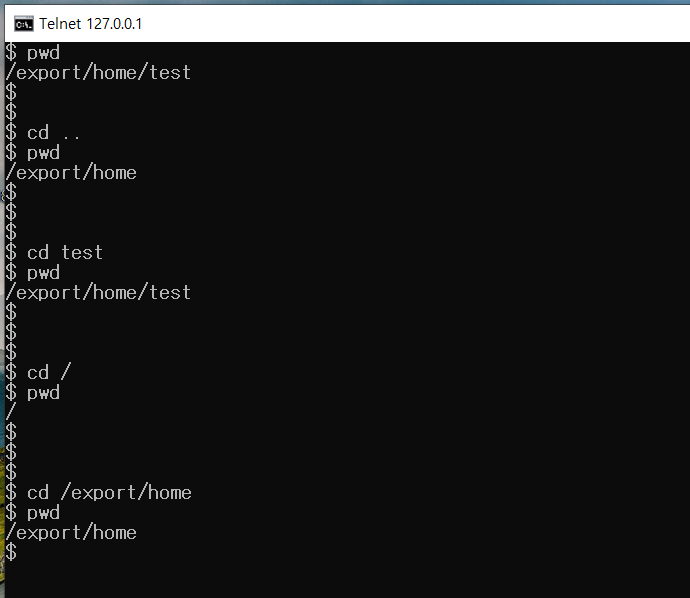 Telnet 127.0.0.1
$ pwd
/export/home/test
$
$
$ cd ..
$ pwd
/export/home
$
$
$
$ cd test
$ pwd
/export/home/test
$
$
$
$ cd /
$ pwd
/
$
$
$
$ cd /export/home
$ pwd
/export/home
$